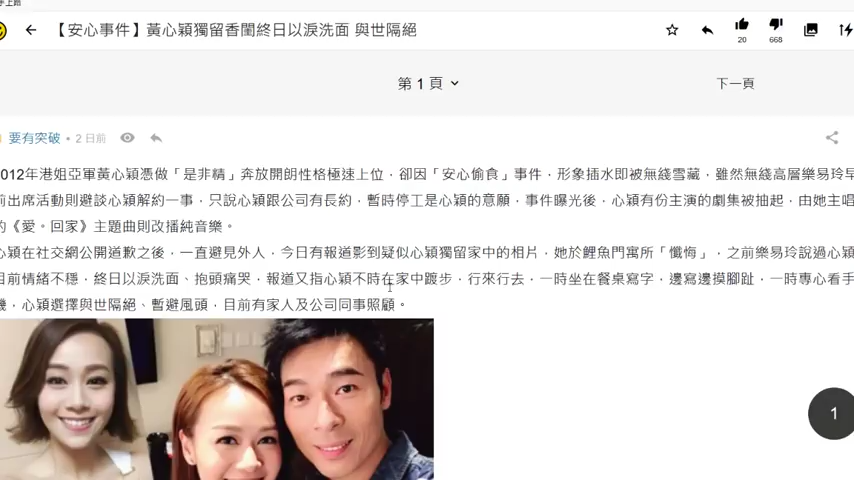 【安心事件】黃心穎獨留香閨終日以淚洗面 與世隔絕
20
668
第 1 頁
下一頁
要有突破 • 2 日前
012年港姐亞軍黃心穎憑做「是非精」奔放開朗性格極速上位，卻因「安心偷食」事件，形象插水即被無綫雪藏，雖然無綫高層樂易玲早
前出席活動則避談心穎解約一事，只說心穎跟公司有長約，暫時停工是心穎的意願，事件曝光後，心穎有份主演的劇集被抽起，由她主唱
的《愛。回家》主題曲則改播純音樂。
心穎在社交網公開道歉之後，一直避見外人，今日有報道影到疑似心穎獨留家中的相片，她於鯉魚門寓所「懺悔」，之前樂易玲說過心穎
目前情緒不穩，終日以淚洗面、抱頭痛哭，報道又指心穎不時在家中踱步，行來行去，一時坐在餐桌寫字，邊寫邊摸腳趾，一時專心看手
機，心穎選擇與世隔絕、暫避風頭，目前有家人及公司同事照顧。
1